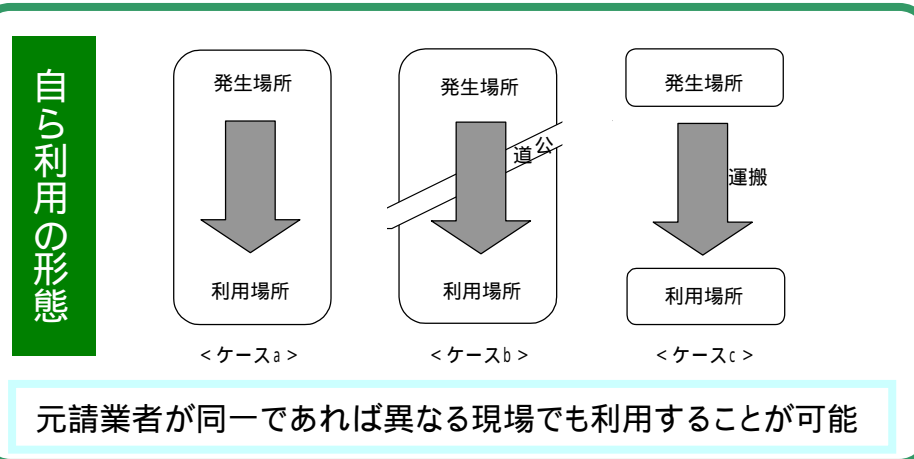 自ら利用の形態
発生場所
利用場所
<ケースa>
発生場所
公道
利用場所
<ケースb>
発生場所
運搬
利用場所
<ケースc>
元請業者が同一であれば異なる現場でも利用することが可能